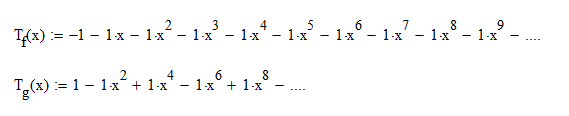 T_f(x) := −1 − 1·x − 1·x^2 − 1·x^3 − 1·x^4 − 1·x^5 − 1·x^6 − 1·x^7 − 1·x^8 − 1·x^9 − ....
T_g(x) := 1 − 1·x^2 + 1·x^4 − 1·x^6 + 1·x^8 − ....